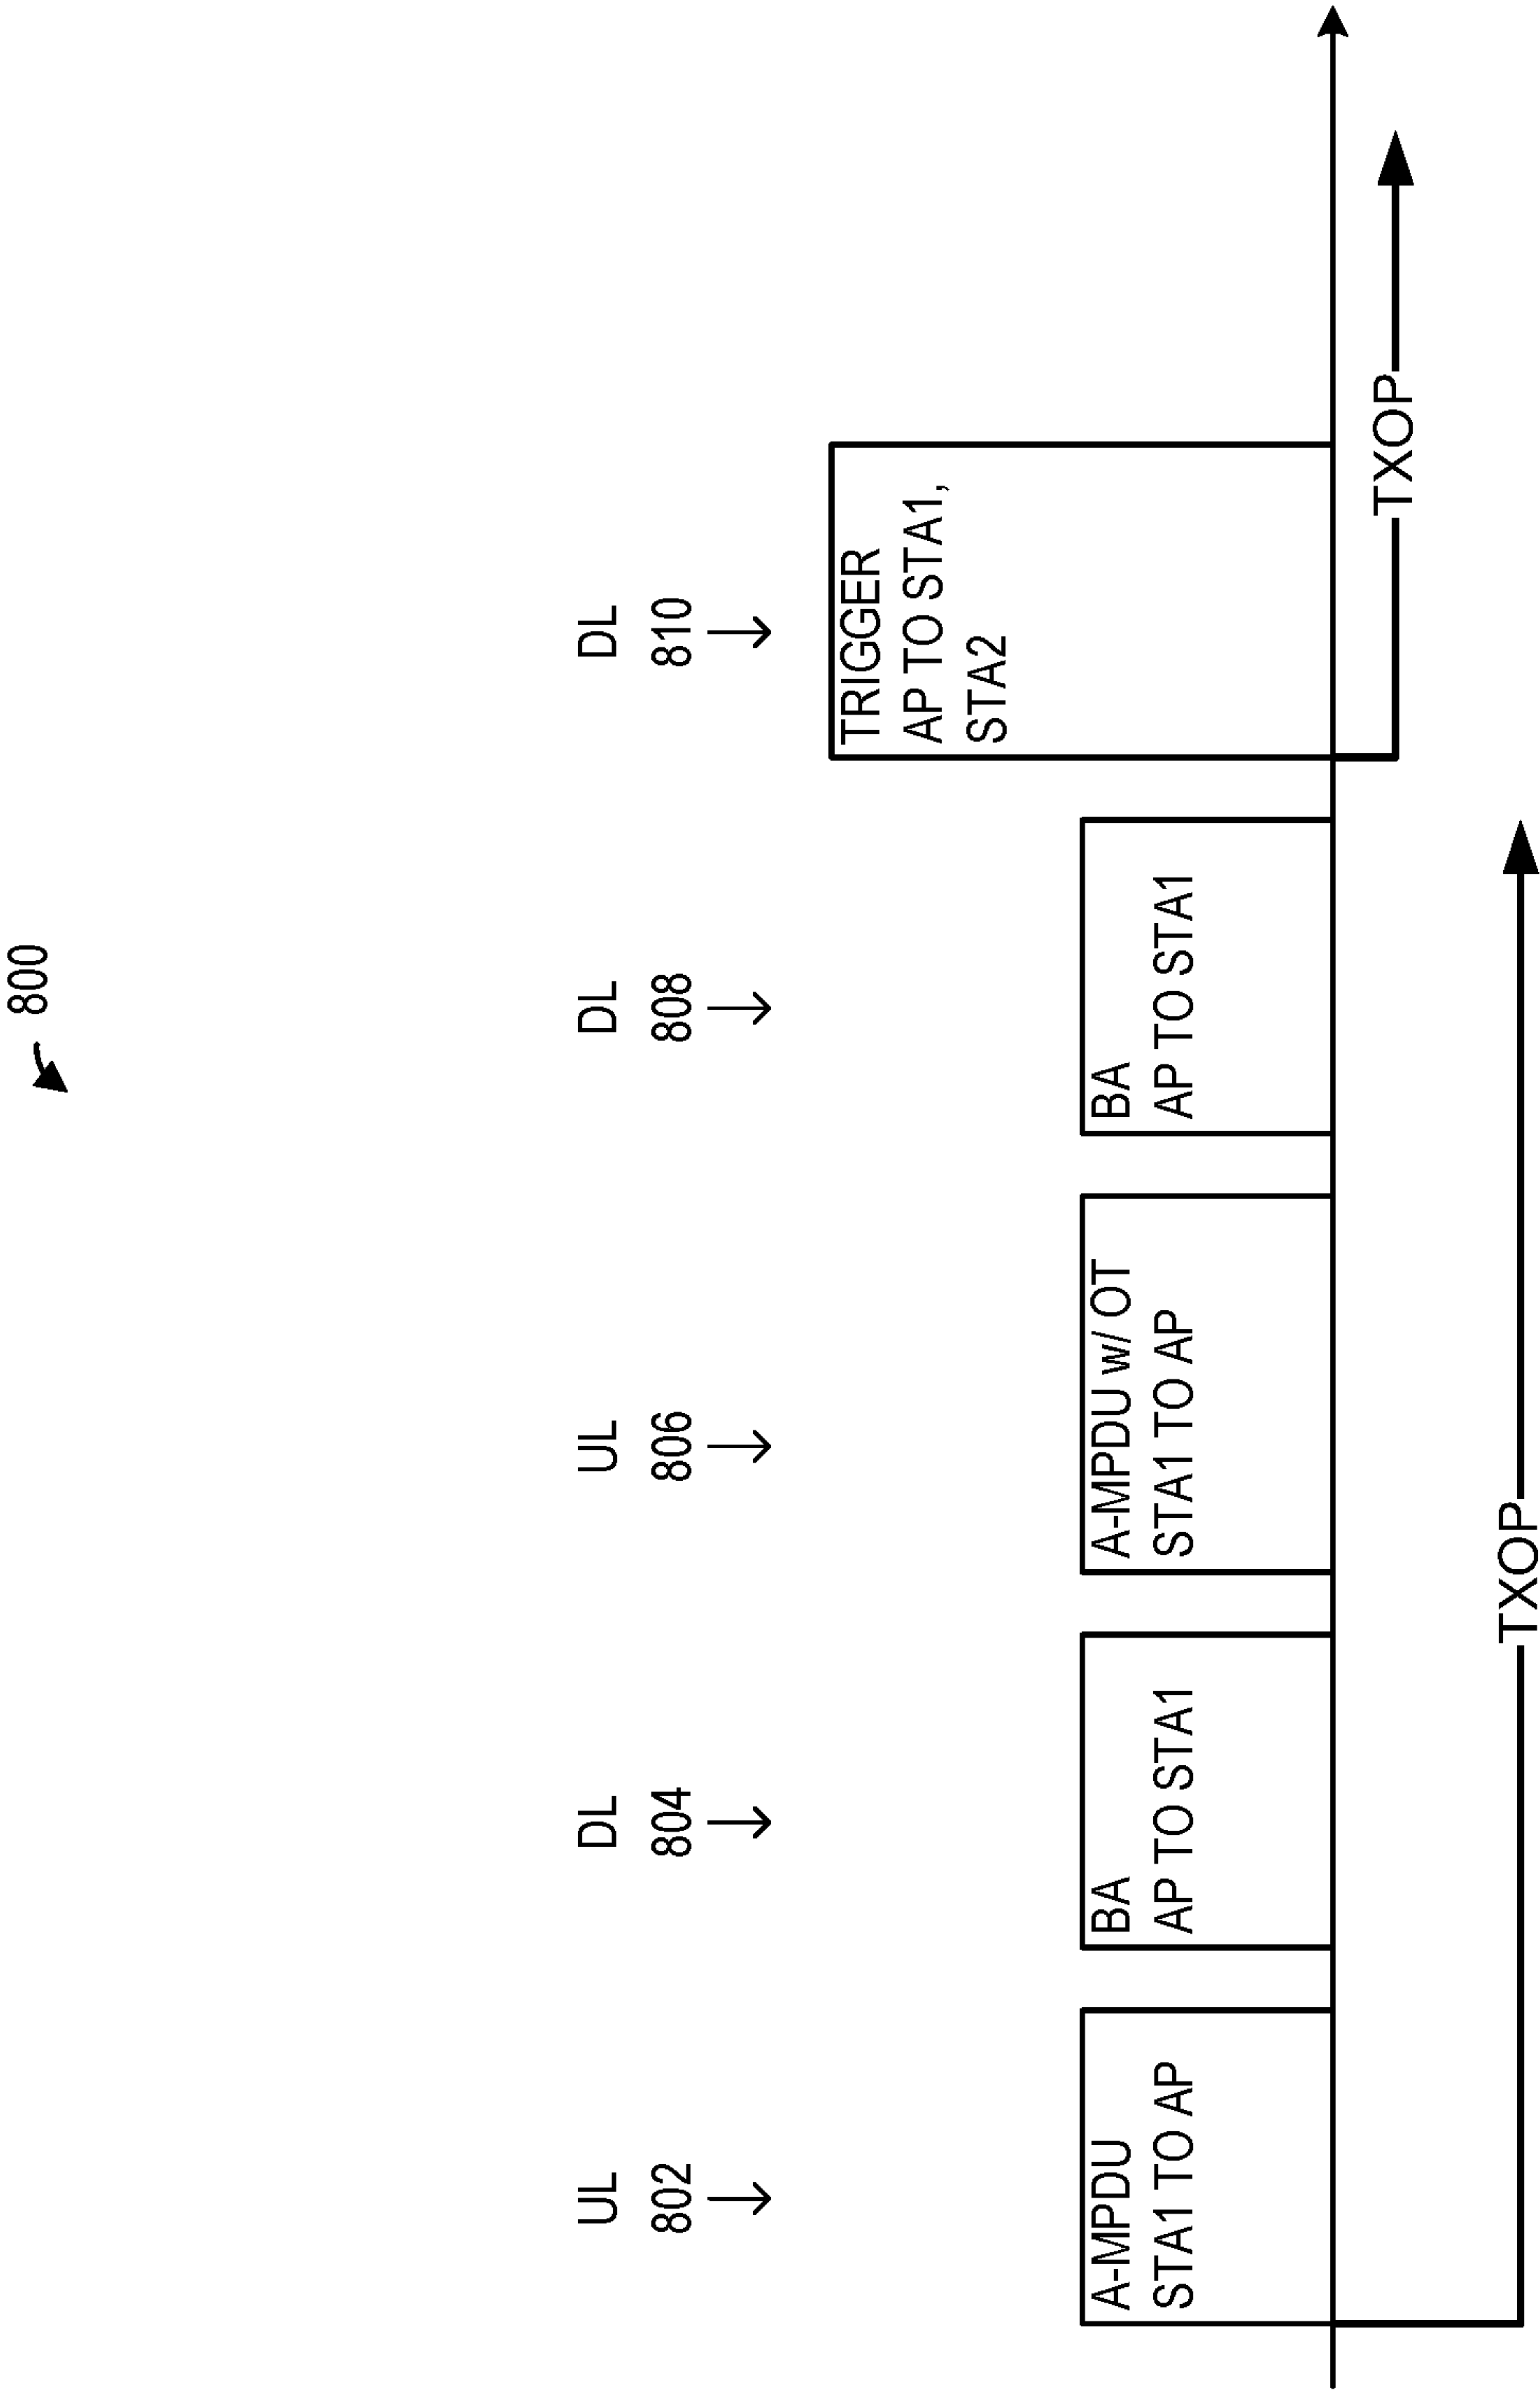 800
UL
802
DL
804
UL
806
DL
808
DL
810
A-MPDU
STA1 TO AP
BA
AP TO STA1
A-MPDU w/ OT
STA1 TO AP
BA
AP TO STA1
TRIGGER
AP TO STA1,
STA2
TXOP
TXOP